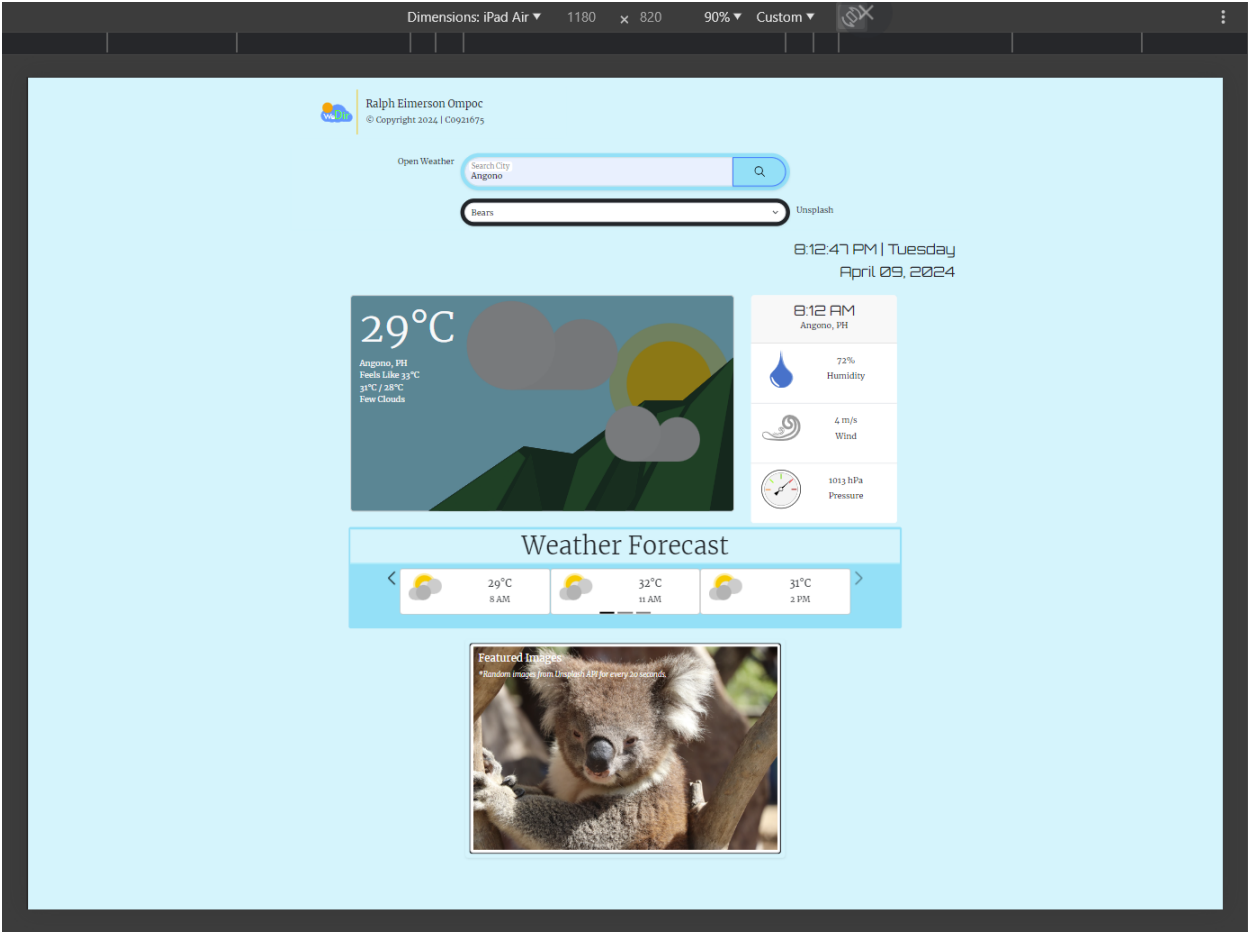 Dimensions: iPad Air ▼ 1180 × 820 90% ▼ Custom ▼
WeDir
Ralph Eimerson Ompoc
© Copyright 2024 | C0921675
Open Weather
Search City
Angono
Bears
Unsplash
8:12:47 PM | Tuesday
April 09, 2024
29°C
Angono, PH
Feels Like 33°C
31°C / 28°C
Few Clouds
8:12 AM
Angono, PH
72%
Humidity
4 m/s
Wind
1013 hPa
Pressure
Weather Forecast
29°C
8 AM
32°C
11 AM
31°C
2 PM
Featured Images
*Random images from Unsplash API for every 20 seconds.